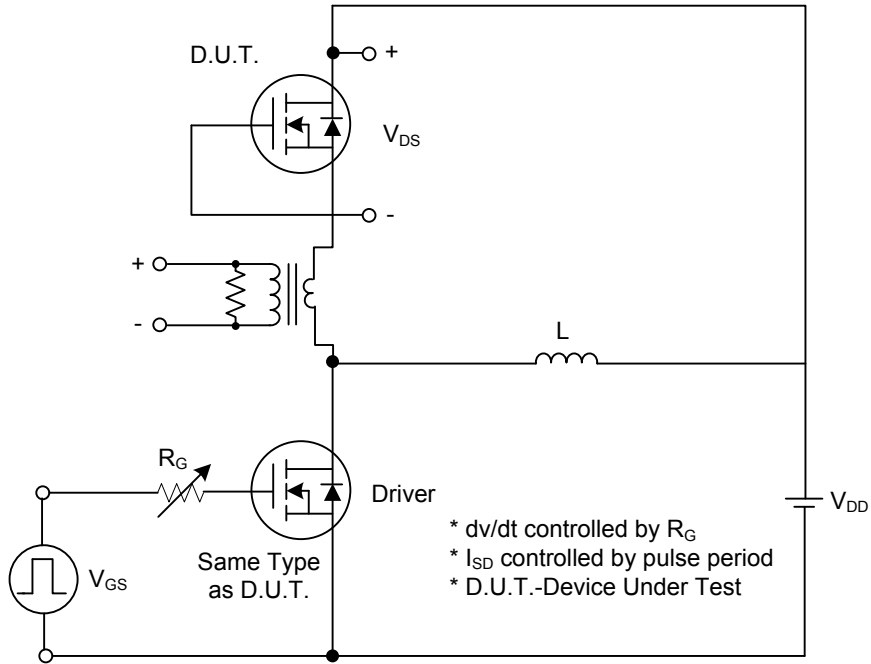 D.U.T.
+
V_DS
-
+
-
L
R_G
Driver
V_DD
Same Type
as D.U.T.
V_GS
* dv/dt controlled by R_G
* I_SD controlled by pulse period
* D.U.T.-Device Under Test